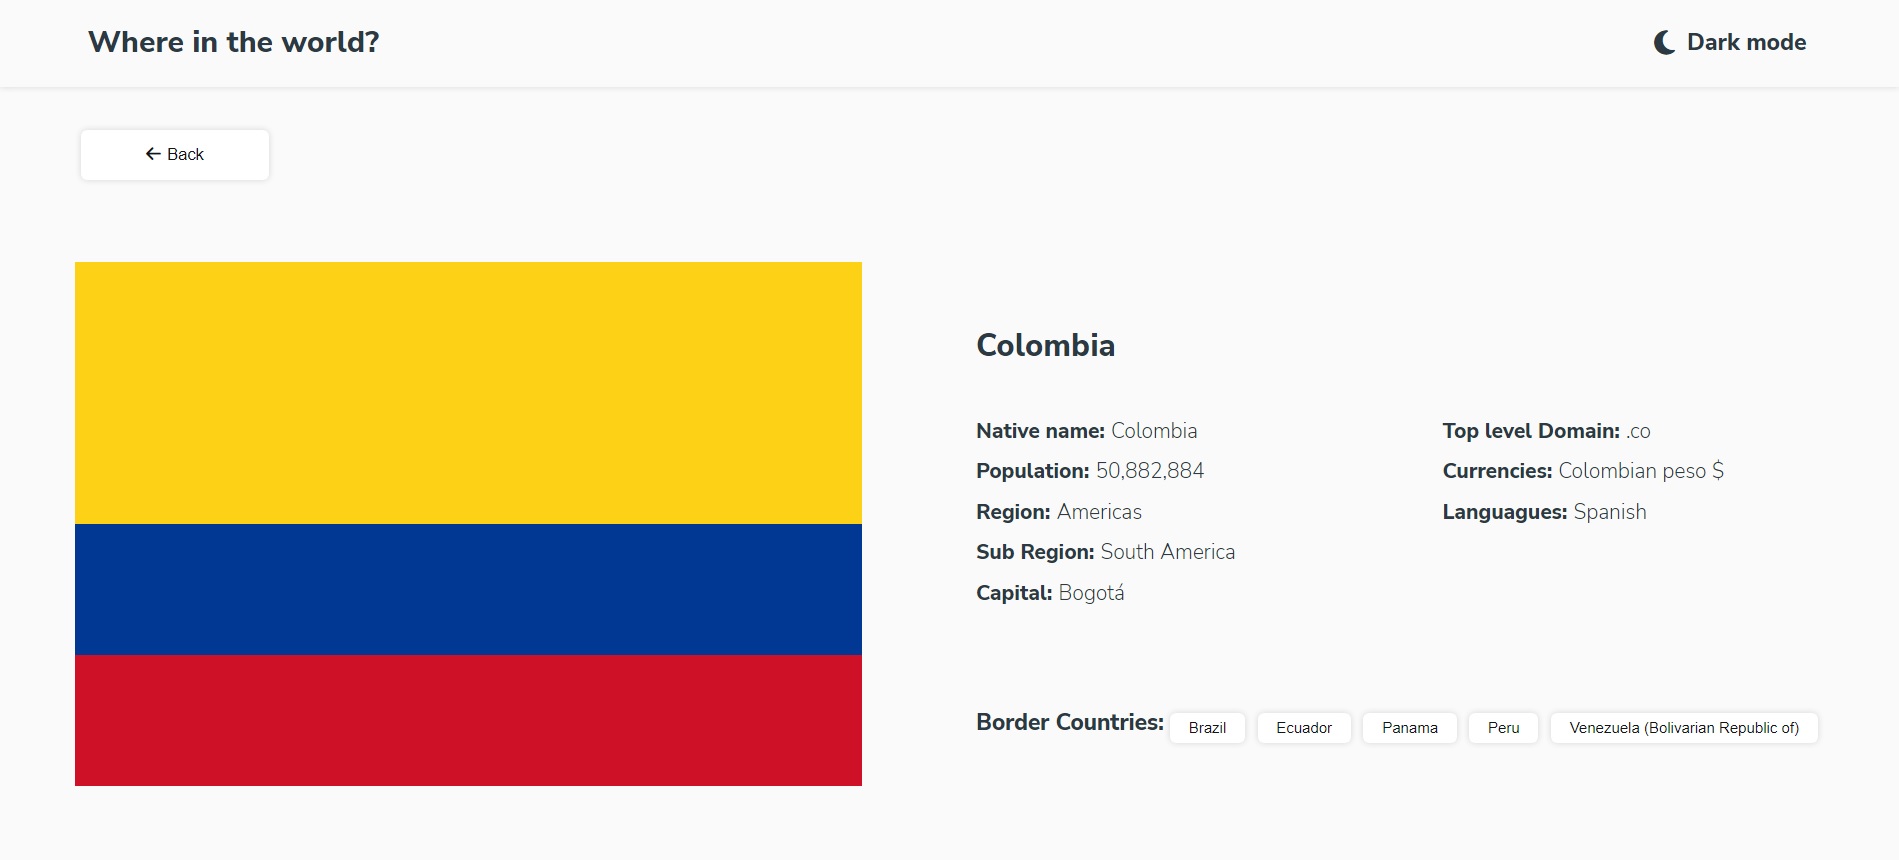 Where in the world?
Dark mode
← Back
Colombia
Native name: Colombia
Population: 50,882,884
Region: Americas
Sub Region: South America
Capital: Bogotá
Top level Domain: .co
Currencies: Colombian peso $
Languagues: Spanish
Border Countries: Brazil Ecuador Panama Peru Venezuela (Bolivarian Republic of)